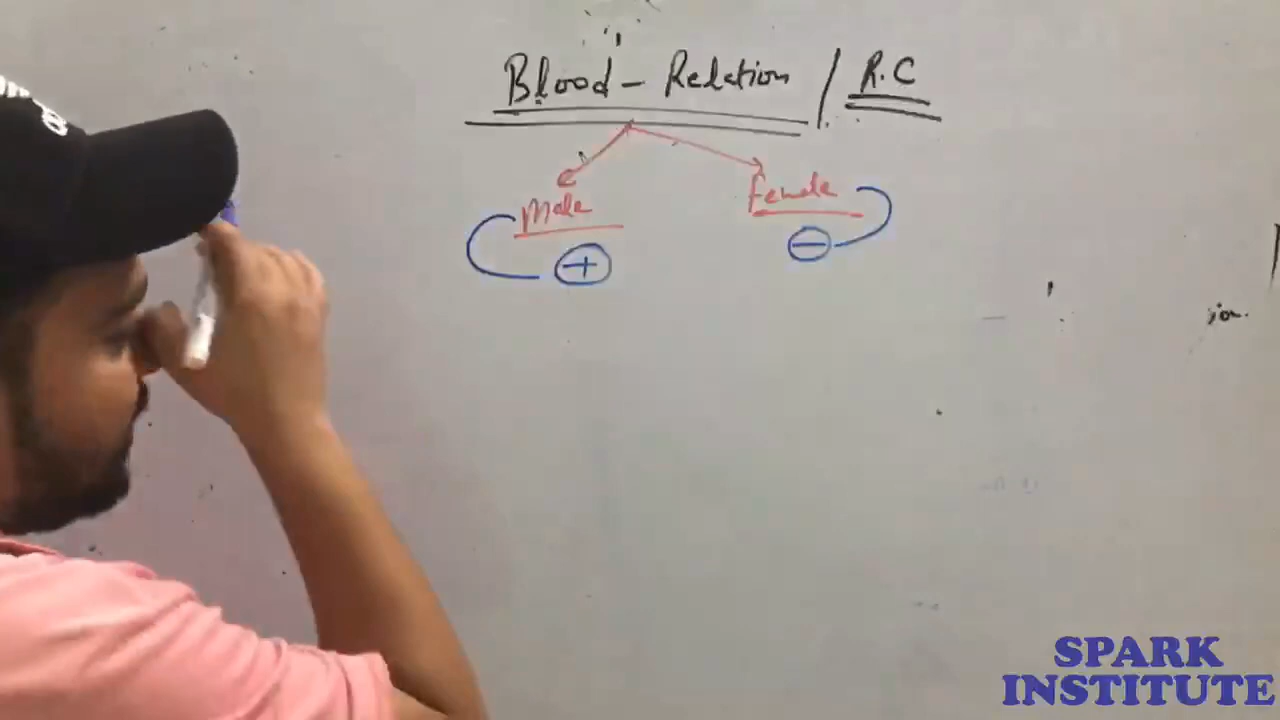 Blood - Relation / R.C
Male Female
+ -
SPARK
INSTITUTE